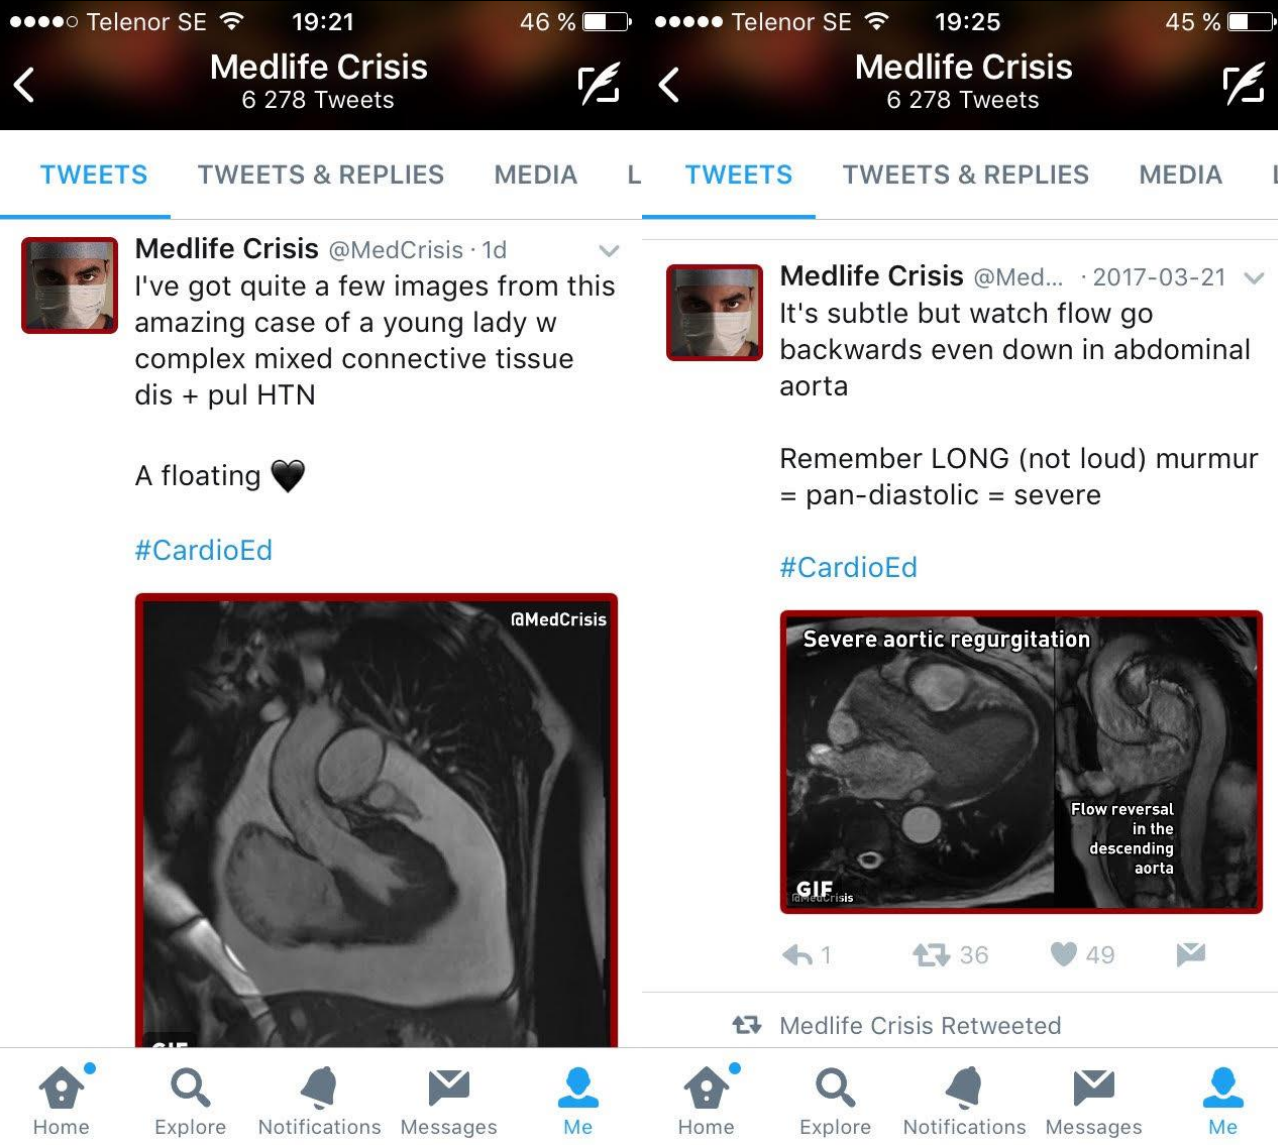 Telenor SE 19:21 46 %
Medlife Crisis
6 278 Tweets
TWEETS TWEETS & REPLIES MEDIA L
Medlife Crisis @MedCrisis · 1d
I've got quite a few images from this
amazing case of a young lady w
complex mixed connective tissue
dis + pul HTN
A floating 🖤
#CardioEd
@MedCrisis
GIF
Home Explore Notifications Messages Me
Telenor SE 19:25 45 %
Medlife Crisis
6 278 Tweets
TWEETS TWEETS & REPLIES MEDIA L
Medlife Crisis @Med... · 2017-03-21
It's subtle but watch flow go
backwards even down in abdominal
aorta
Remember LONG (not loud) murmur
= pan-diastolic = severe
#CardioEd
Severe aortic regurgitation
Flow reversal
in the
descending
aorta
GIF
@MedCrisis
1 36 49
Medlife Crisis Retweeted
Home Explore Notifications Messages Me